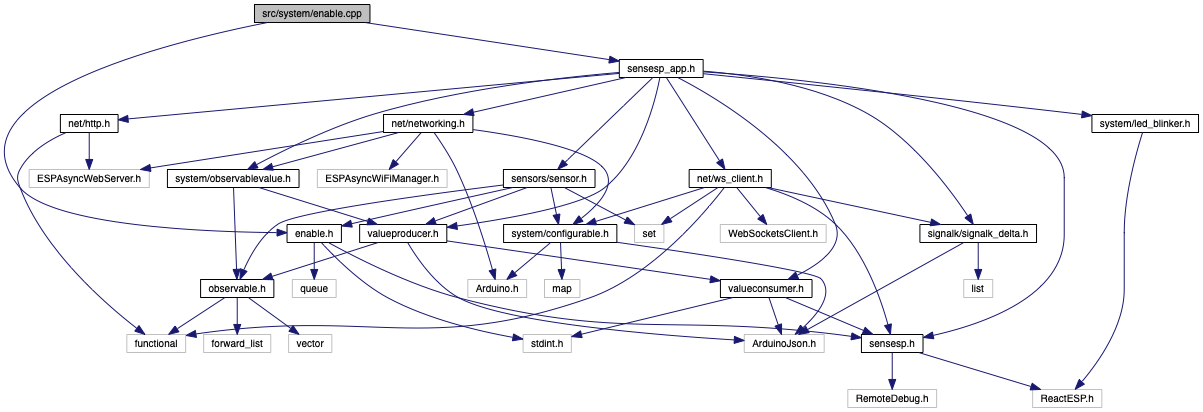 src/system/enable.cpp
sensesp_app.h
net/http.h
net/networking.h
system/led_blinker.h
ESPAsyncWebServer.h
system/observablevalue.h
ESPAsyncWiFiManager.h
sensors/sensor.h
net/ws_client.h
enable.h
valueproducer.h
system/configurable.h
set
WebSocketsClient.h
signalk/signalk_delta.h
observable.h
queue
Arduino.h
map
valueconsumer.h
list
functional
forward_list
vector
stdint.h
ArduinoJson.h
sensesp.h
RemoteDebug.h
ReactESP.h